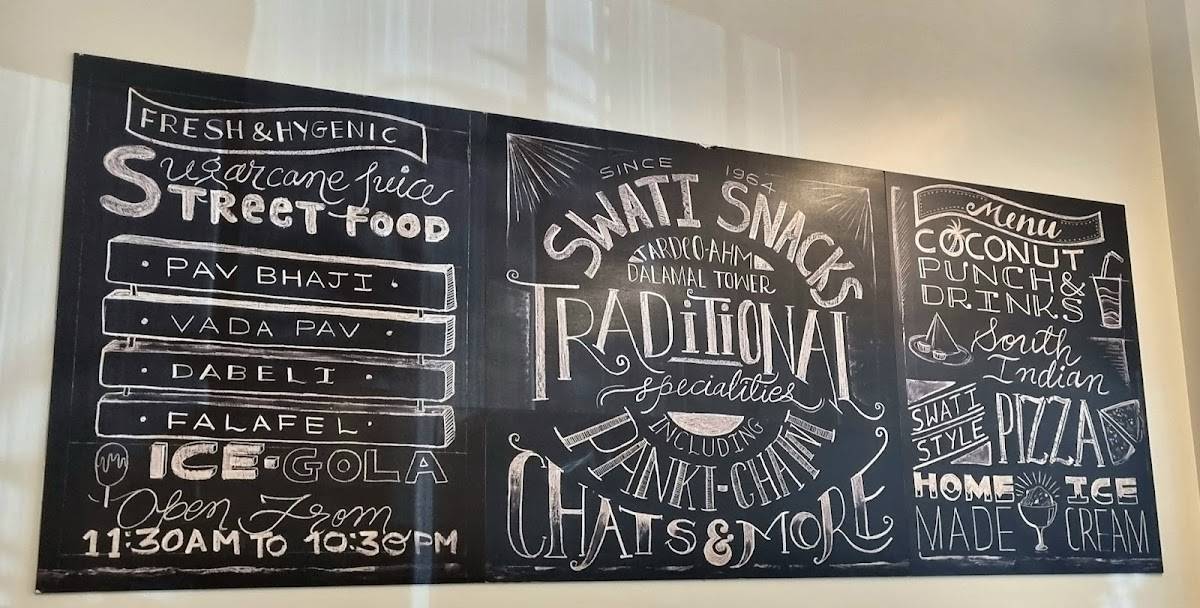 FRESH & HYGENIC
Sugarcane Juice
STREET FOOD
· PAV BHAJI ·
· VADA PAV ·
· DABELI ·
· FALAFEL ·
ICE-GOLA
Open From
11:30AM TO 10:30PM
SINCE 1964
SWATI SNACKS
TARDEO-AHM
DALAMAL TOWER
TRADITIONAL
specialities
INCLUDING
PANKI-CHATNI
CHATS & MORE
Menu
COCONUT
PUNCH &
DRINKS
South
Indian
SWATI
STYLE
PIZZA
HOME
MADE
ICE
CREAM